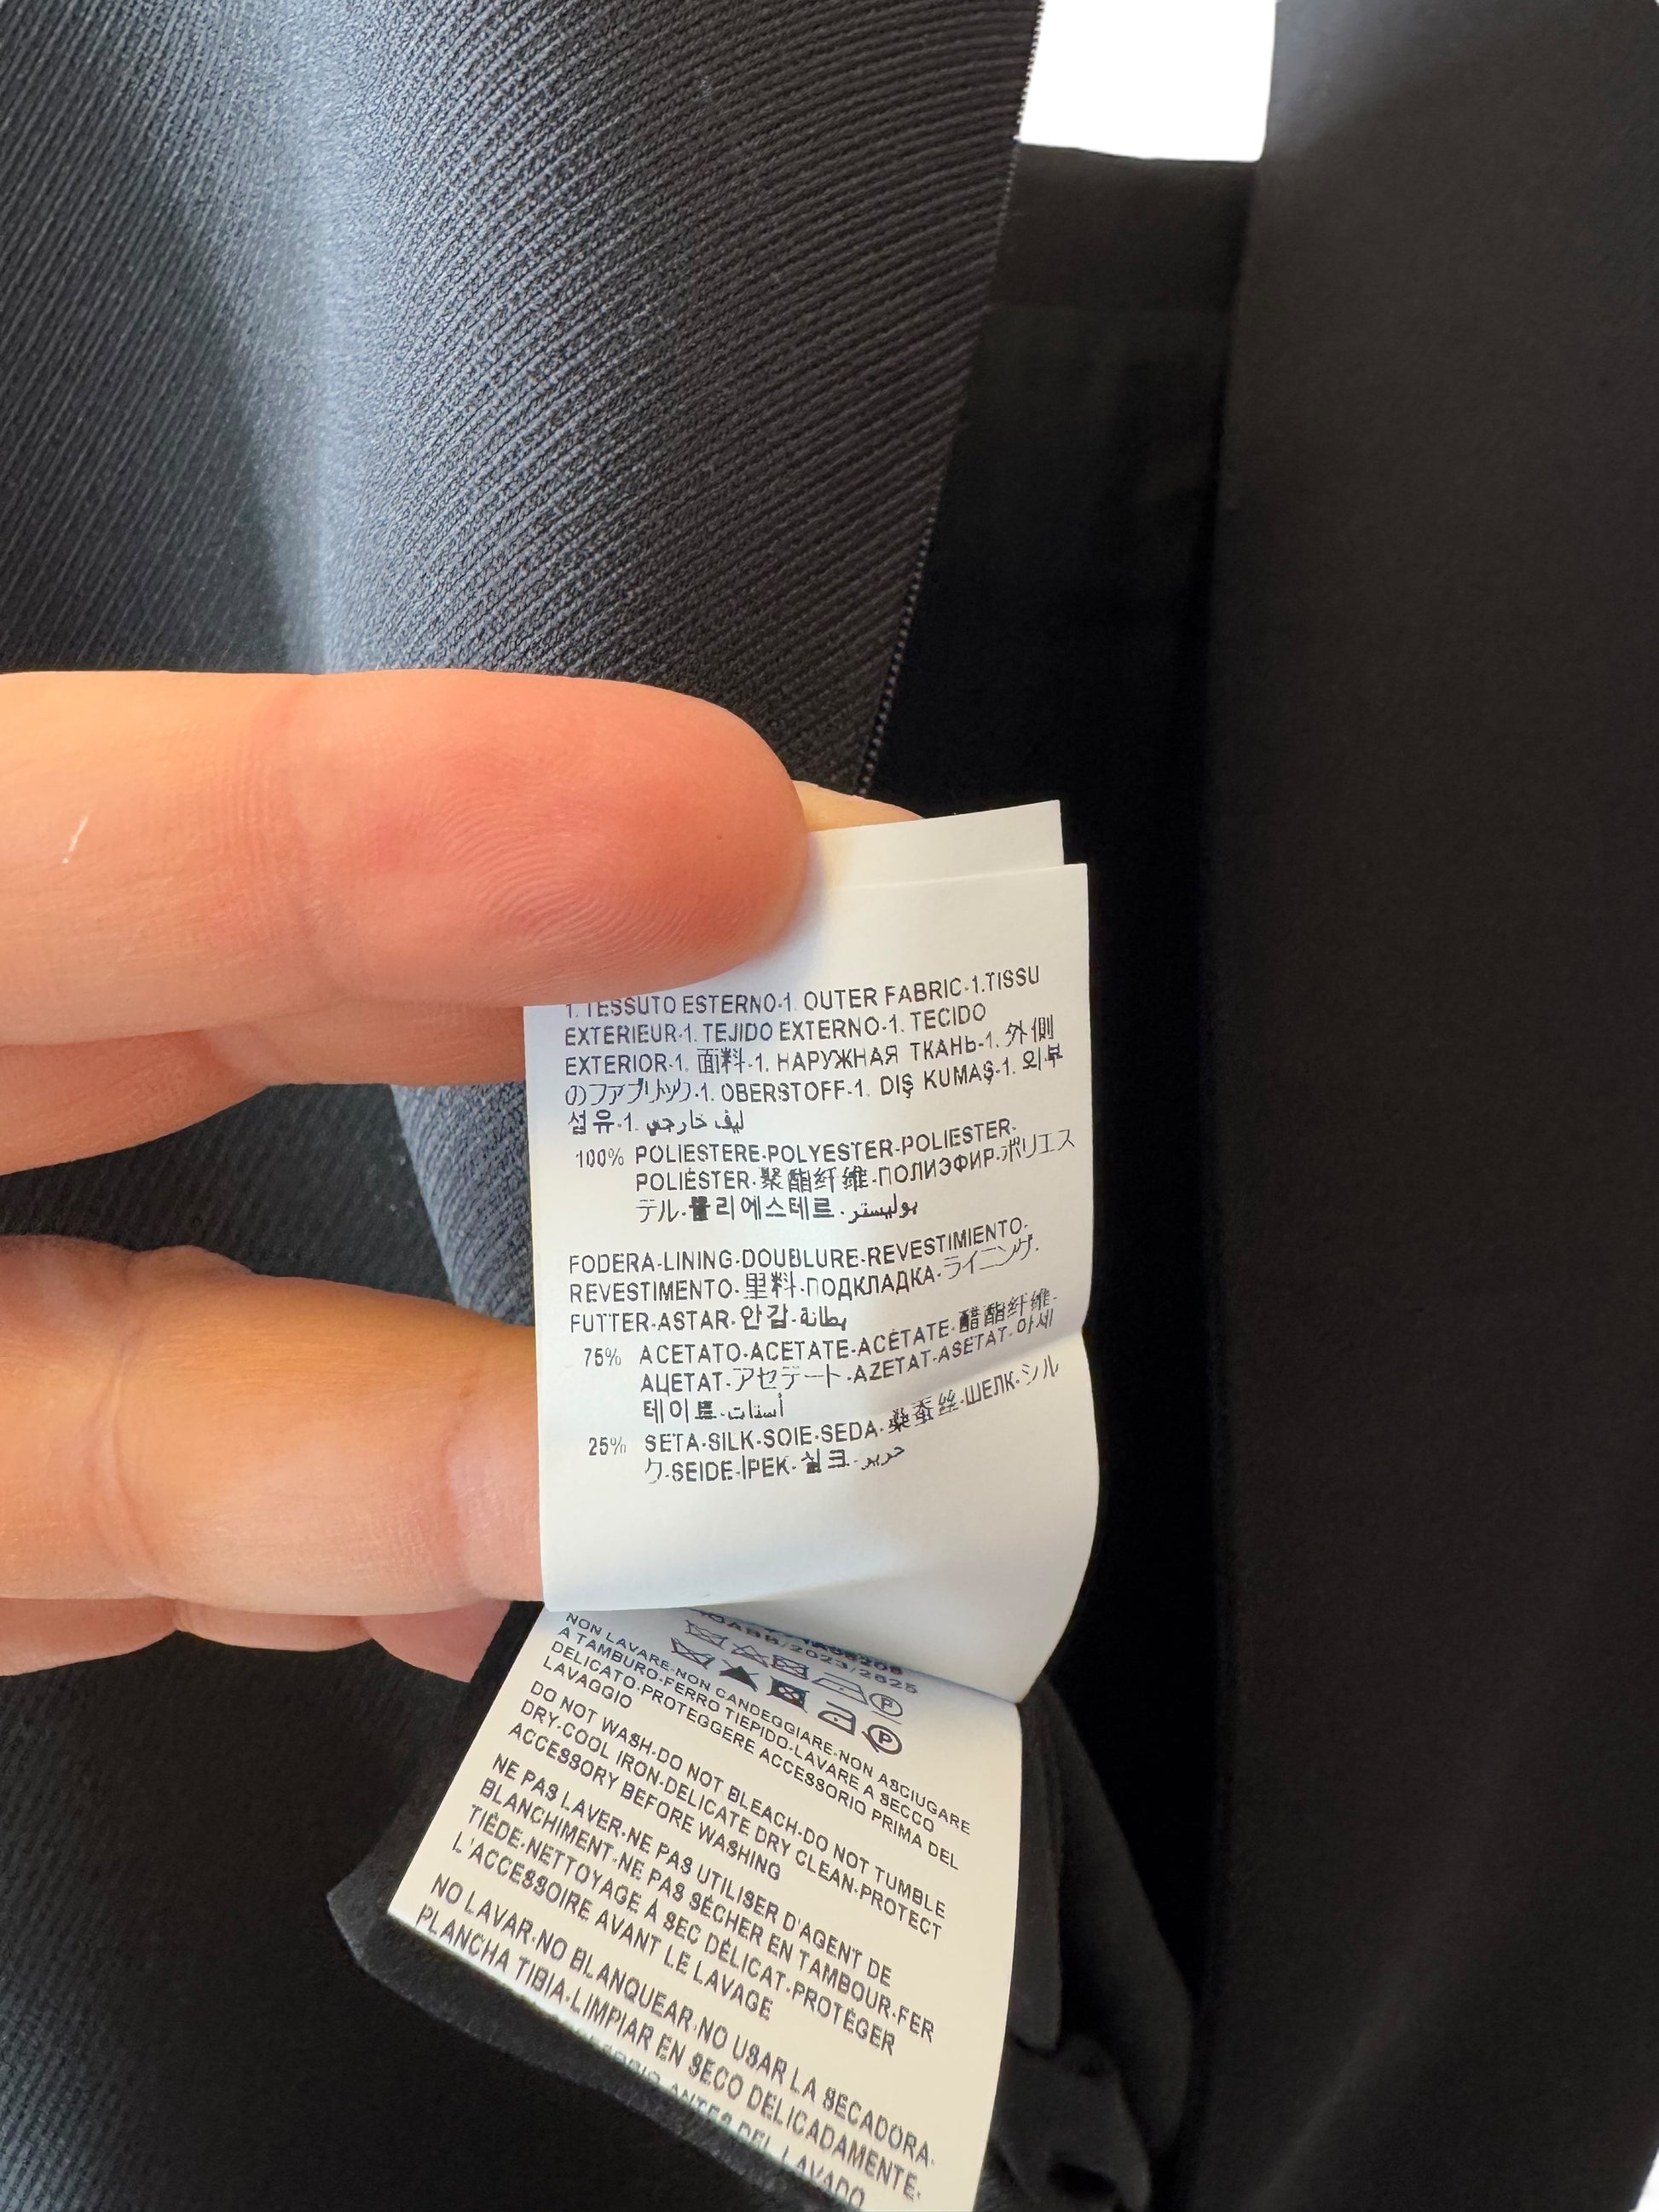 1. TESSUTO ESTERNO-1. OUTER FABRIC-1.TISSU
EXTERIEUR-1. TEJIDO EXTERNO-1. TECIDO
EXTERIOR-1. 面料-1. НАРУЖНАЯ ТКАНЬ-1. 外側
のファブリック-1. OBERSTOFF-1. DIŞ KUMAŞ-1. 외부
섬유-1. ليف خارجي
100% POLIESTERE-POLYESTER-POLIESTER-
POLIÉSTER-聚酯纤维-ПОЛИЭФИР-ポリエス
テル-폴리에스테르-بوليستر
FODERA-LINING-DOUBLURE-REVESTIMIENTO-
REVESTIMENTO-里料-ПОДКЛАДКА-ライニング-
FUTTER-ASTAR-안감-بطانة
75% ACETATO-ACETATE-ACÉTATE-醋酯纤维-
АЦЕТАТ-アセテート-AZETAT-ASETAT-아세
테이트-أسيتات
25% SETA-SILK-SOIE-SEDA-桑蚕丝-ШЕЛК-シル
ク-SEIDE-İPEK-실크-حرير
/2023/2825
NON LAVARE-NON CANDEGGIARE-NON ASCIUGARE
A TAMBURO-FERRO TIEPIDO-LAVARE A SECCO
DELICATO-PROTEGGERE ACCESSORIO PRIMA DEL
LAVAGGIO
DO NOT WASH-DO NOT BLEACH-DO NOT TUMBLE
DRY-COOL IRON-DELICATE DRY CLEAN-PROTECT
ACCESSORY BEFORE WASHING
NE PAS LAVER-NE PAS UTILISER D'AGENT DE
BLANCHIMENT-NE PAS SÉCHER EN TAMBOUR-FER
TIÈDE-NETTOYAGE À SEC DÉLICAT-PROTÉGER
L'ACCESSOIRE AVANT LE LAVAGE
NO LAVAR-NO BLANQUEAR-NO USAR LA SECADORA-
PLANCHA TIBIA-LIMPIAR EN SECO DELICADAMENTE-
ANTES DEL LAVADO